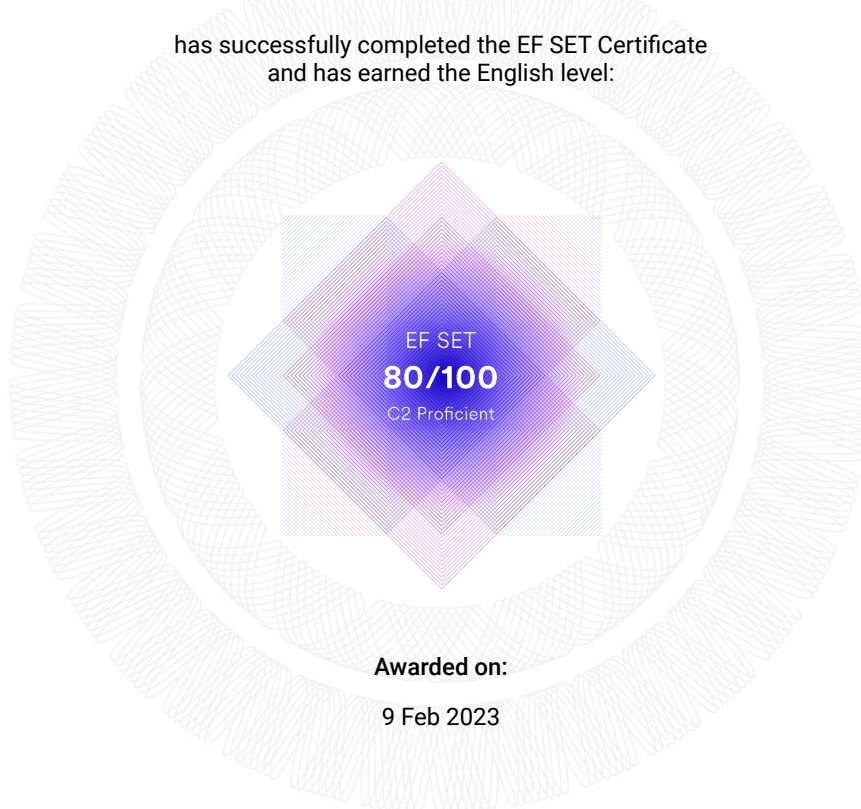 has successfully completed the EF SET Certificate
and has earned the English level:
EF SET
80/100
C2 Proficient
Awarded on:
9 Feb 2023